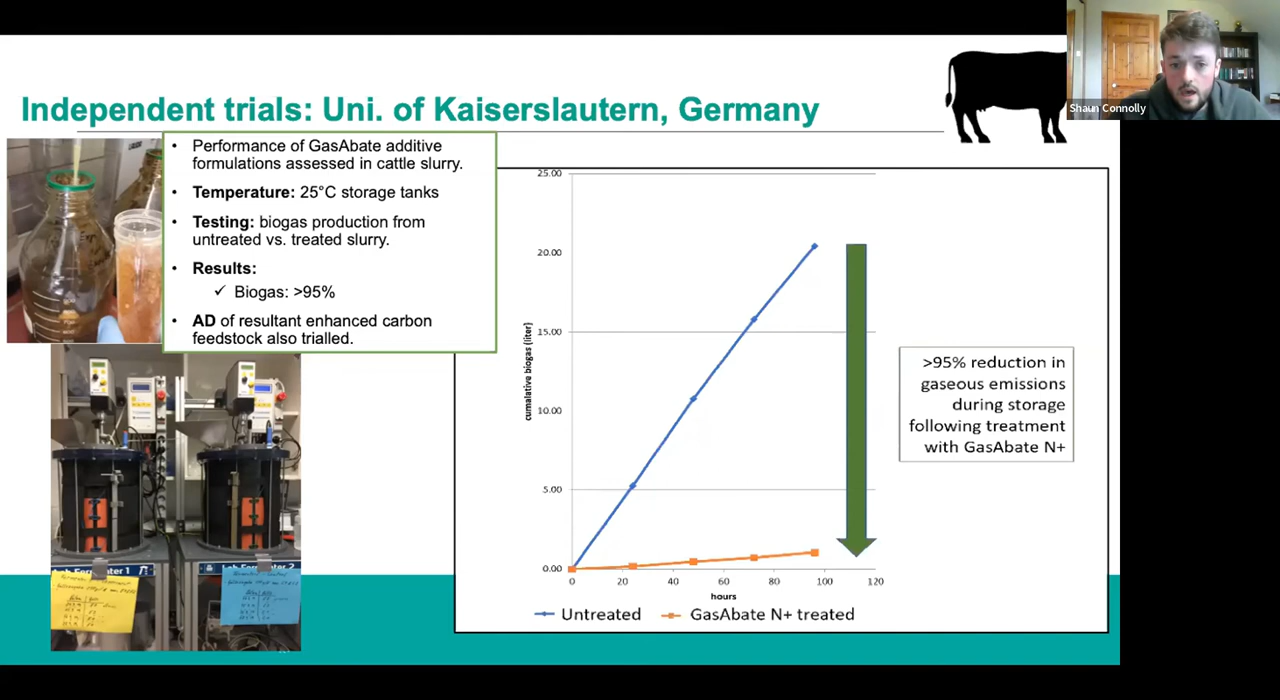 Shaun Connolly
Independent trials: Uni. of Kaiserslautern, Germany
• Performance of GasAbate additive
formulations assessed in cattle slurry.
• Temperature: 25°C storage tanks
• Testing: biogas production from
untreated vs. treated slurry.
• Results:
✓ Biogas: >95%
• AD of resultant enhanced carbon
feedstock also trialled.
cumalative biogas (liter)
25.00
20.00
15.00
10.00
5.00
0.00
0 20 40 60 80 100 120
hours
Untreated GasAbate N+ treated
>95% reduction in
gaseous emissions
during storage
following treatment
with GasAbate N+